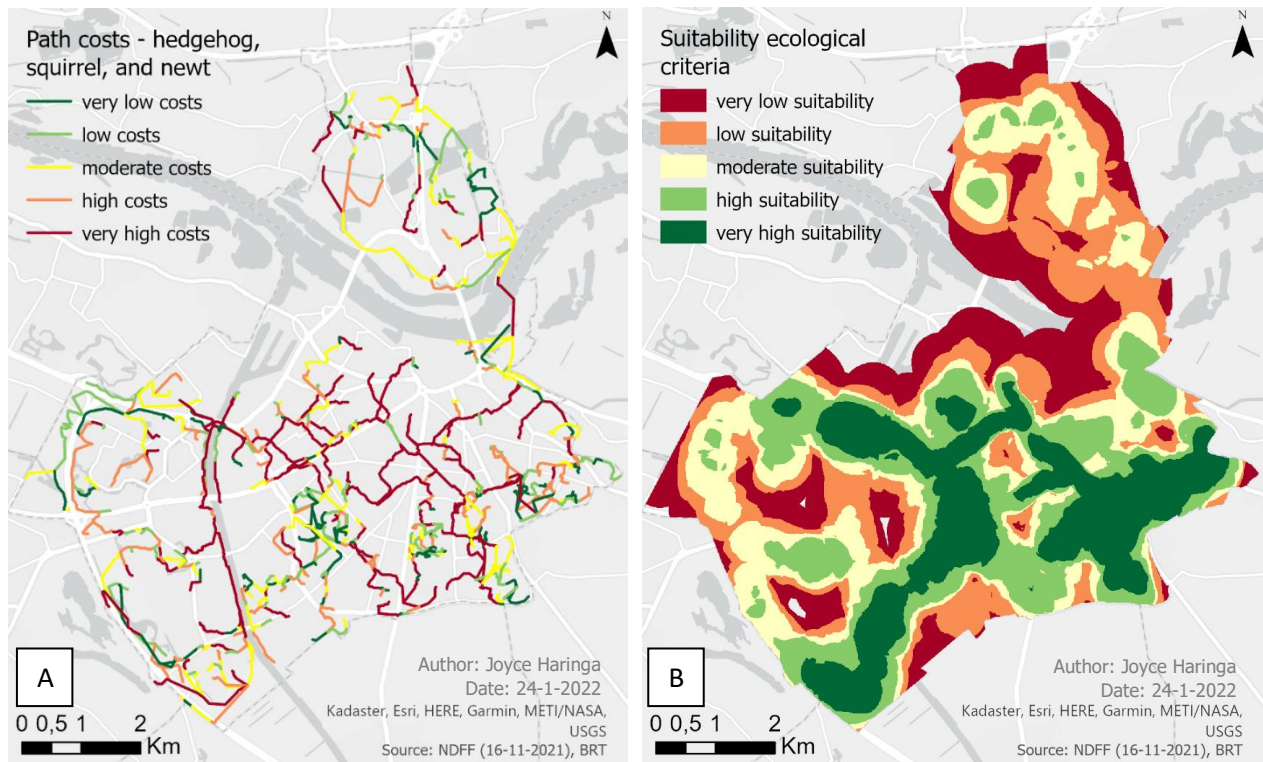 Path costs - hedgehog,
squirrel, and newt
very low costs
low costs
moderate costs
high costs
very high costs
N
A
0 0,5 1 2
Km
Author: Joyce Haringa
Date: 24-1-2022
Kadaster, Esri, HERE, Garmin, METI/NASA,
USGS
Source: NDFF (16-11-2021), BRT
Suitability ecological
criteria
very low suitability
low suitability
moderate suitability
high suitability
very high suitability
N
B
0 0,5 1 2
Km
Author: Joyce Haringa
Date: 24-1-2022
Kadaster, Esri, HERE, Garmin, METI/NASA,
USGS
Source: NDFF (16-11-2021), BRT